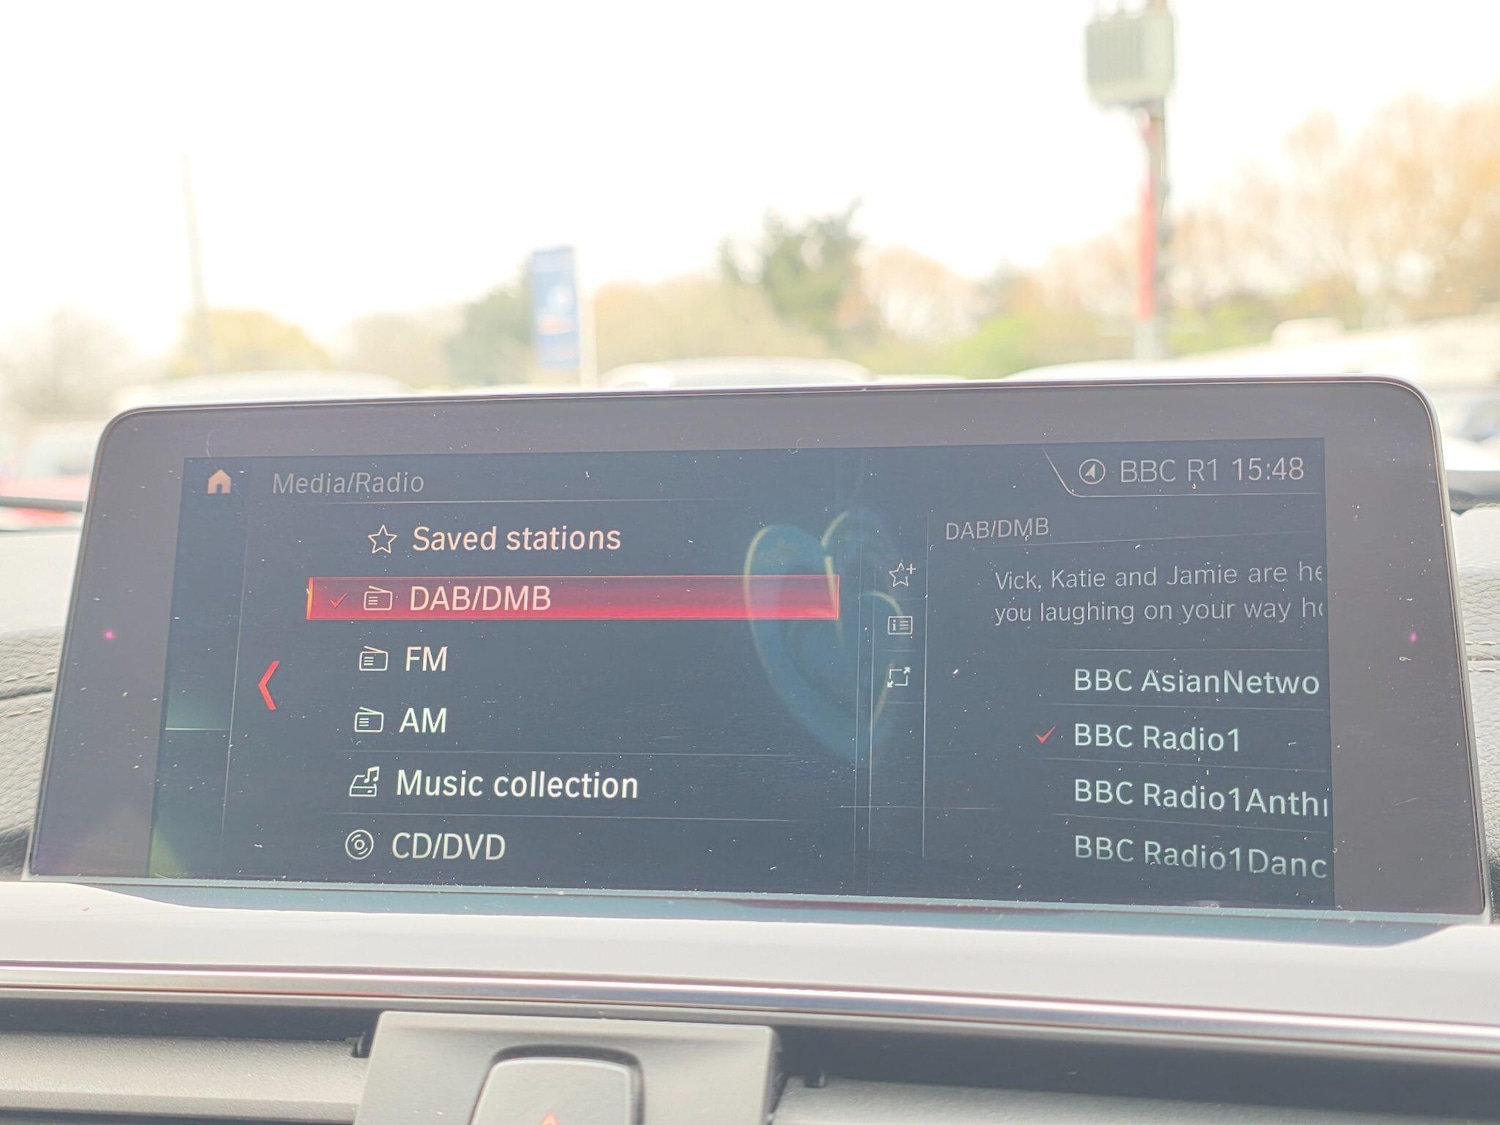 Media/Radio
BBC R1 15:48
Saved stations
DAB/DMB
FM
AM
Music collection
CD/DVD
DAB/DMB
Vick, Katie and Jamie are he
you laughing on your way ho
BBC AsianNetwo
BBC Radio1
BBC Radio1Anth
BBC Radio1Danc